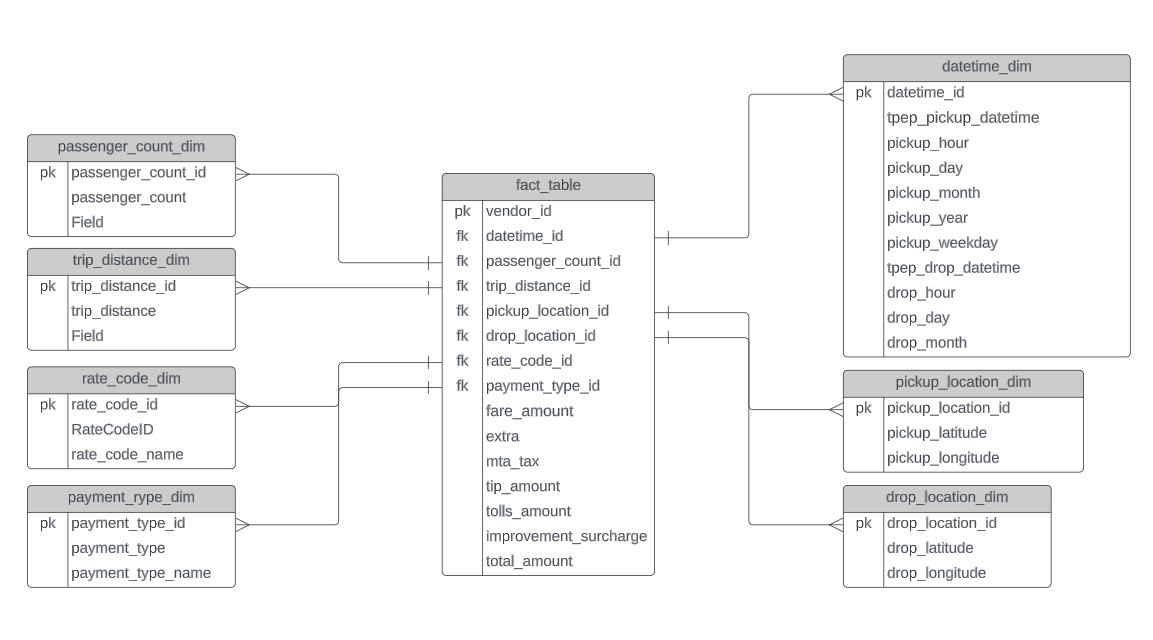 passenger_count_dim
pk passenger_count_id
passenger_count
Field
trip_distance_dim
pk trip_distance_id
trip_distance
Field
rate_code_dim
pk rate_code_id
RateCodeID
rate_code_name
payment_rype_dim
pk payment_type_id
payment_type
payment_type_name
fact_table
pk vendor_id
fk datetime_id
fk passenger_count_id
fk trip_distance_id
fk pickup_location_id
fk drop_location_id
fk rate_code_id
fk payment_type_id
fare_amount
extra
mta_tax
tip_amount
tolls_amount
improvement_surcharge
total_amount
datetime_dim
pk datetime_id
tpep_pickup_datetime
pickup_hour
pickup_day
pickup_month
pickup_year
pickup_weekday
tpep_drop_datetime
drop_hour
drop_day
drop_month
pickup_location_dim
pk pickup_location_id
pickup_latitude
pickup_longitude
drop_location_dim
pk drop_location_id
drop_latitude
drop_longitude